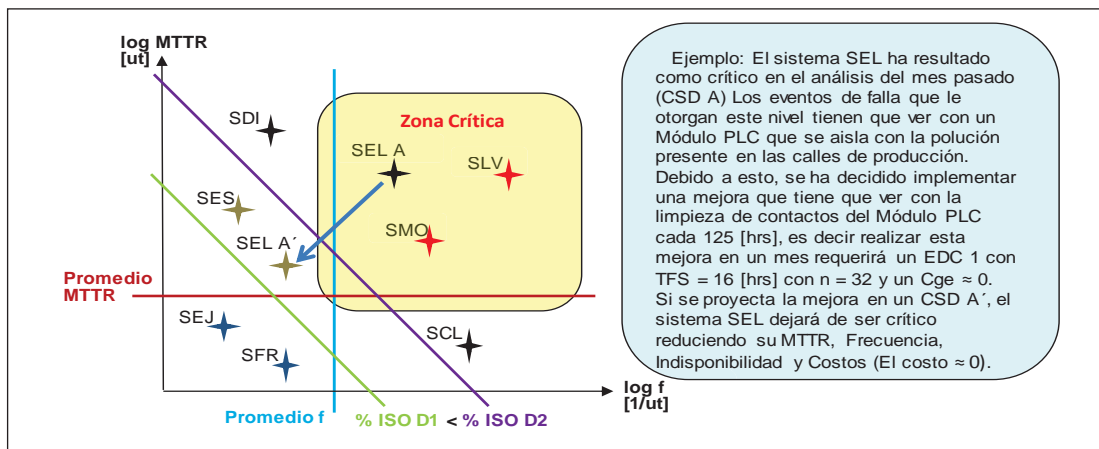 log MTTR
[ut]
SDI
Zona Crítica
SEL A
SLV
SES
SEL A´
SMO
Promedio
MTTR
SEJ
SFR
SCL
log f
[1/ut]
Promedio f
% ISO D1 < % ISO D2
Ejemplo: El sistema SEL ha resultado
como crítico en el análisis del mes pasado
(CSD A) Los eventos de falla que le
otorgan este nivel tienen que ver con un
Módulo PLC que se aisla con la polución
presente en las calles de producción.
Debido a esto, se ha decidido implementar
una mejora que tiene que ver con la
limpieza de contactos del Módulo PLC
cada 125 [hrs], es decir realizar esta
mejora en un mes requerirá un EDC 1 con
TFS = 16 [hrs] con n = 32 y un Cge ≈ 0.
Si se proyecta la mejora en un CSD A´, el
sistema SEL dejará de ser crítico
reduciendo su MTTR, Frecuencia,
Indisponibilidad y Costos (El costo ≈ 0).